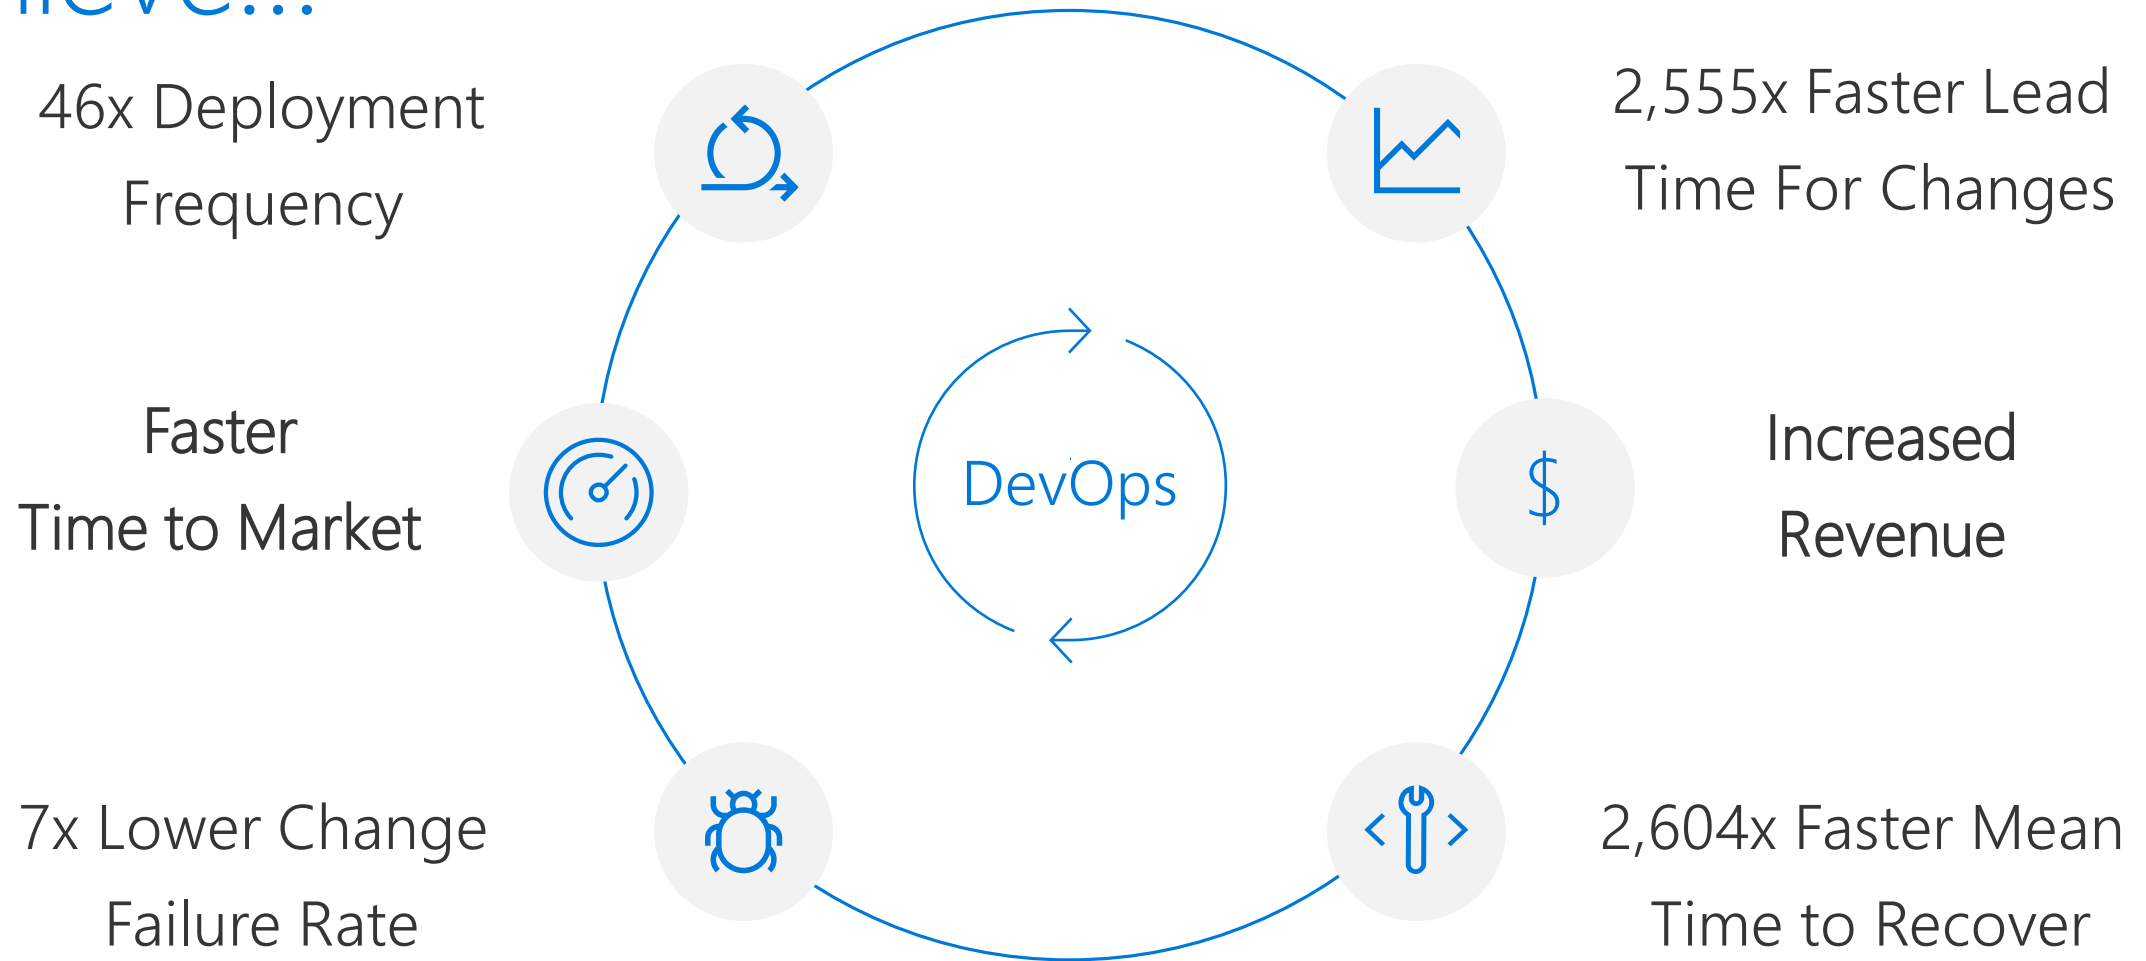 46x Deployment
Frequency
2,555x Faster Lead
Time For Changes
Faster
Time to Market
DevOps
$
Increased
Revenue
7x Lower Change
Failure Rate
2,604x Faster Mean
Time to Recover